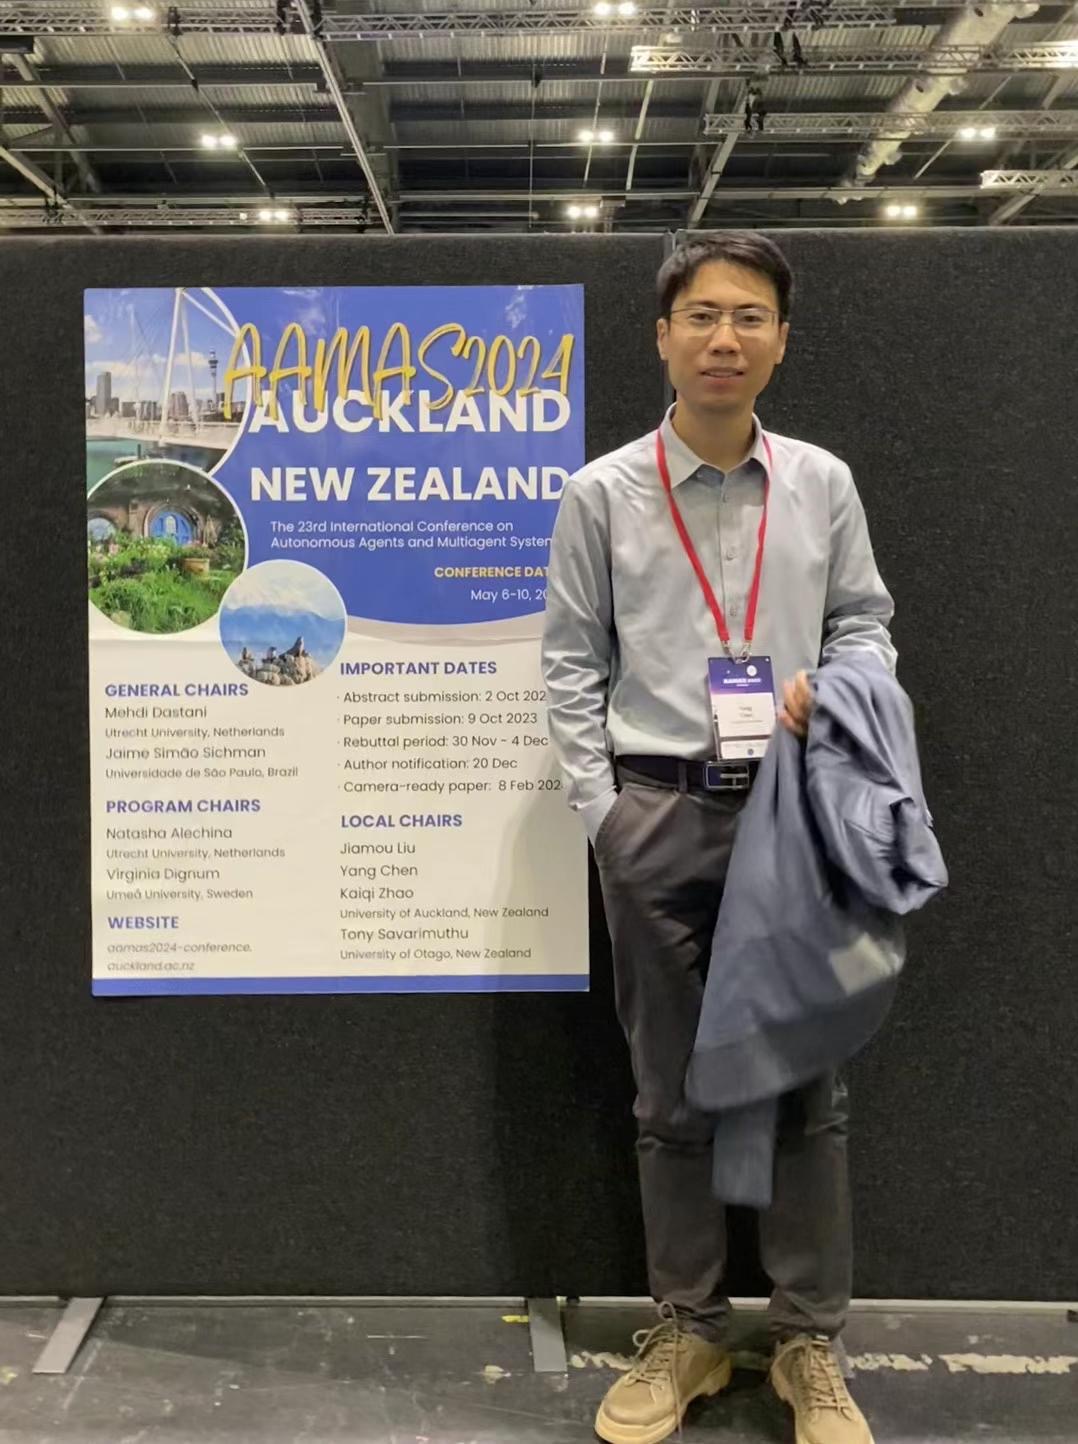 AAMAS2024
AUCKLAND
NEW ZEALAND
The 23rd International Conference on
Autonomous Agents and Multiagent System
CONFERENCE DAT
May 6-10, 20
IMPORTANT DATES
· Abstract submission: 2 Oct 202
· Paper submission: 9 Oct 2023
· Rebuttal period: 30 Nov - 4 Dec
· Author notification: 20 Dec
· Camera-ready paper: 8 Feb 202
GENERAL CHAIRS
Mehdi Dastani
Utrecht University, Netherlands
Jaime Simão Sichman
Universidade de São Paulo, Brazil
PROGRAM CHAIRS
Natasha Alechina
Utrecht University, Netherlands
Virginia Dignum
Umeå University, Sweden
WEBSITE
aamas2024-conference.
auckland.ac.nz
LOCAL CHAIRS
Jiamou Liu
Yang Chen
Kaiqi Zhao
University of Auckland, New Zealand
Tony Savarimuthu
University of Otago, New Zealand